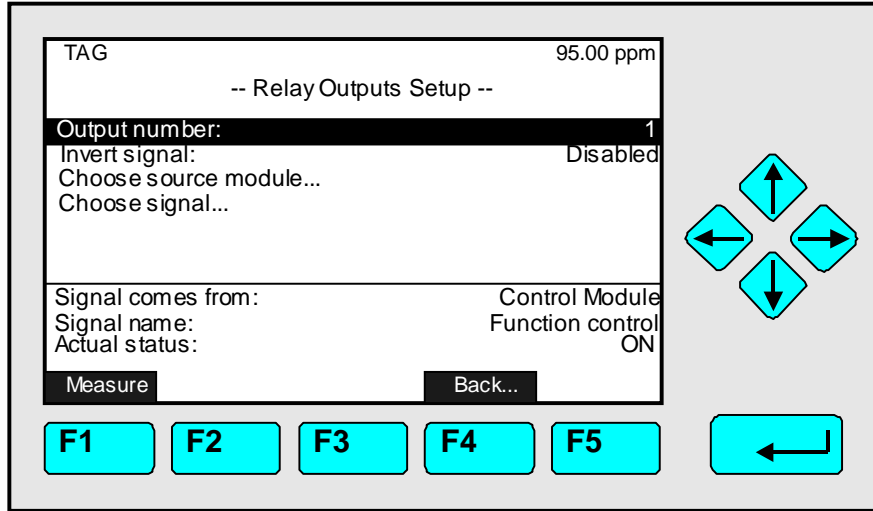 TAG 95.00 ppm
-- Relay Outputs Setup --
Output number: 1
Invert signal: Disabled
Choose source module...
Choose signal...
Signal comes from: Control Module
Signal name: Function control
Actual status: ON
Measure Back...
F1 F2 F3 F4 F5